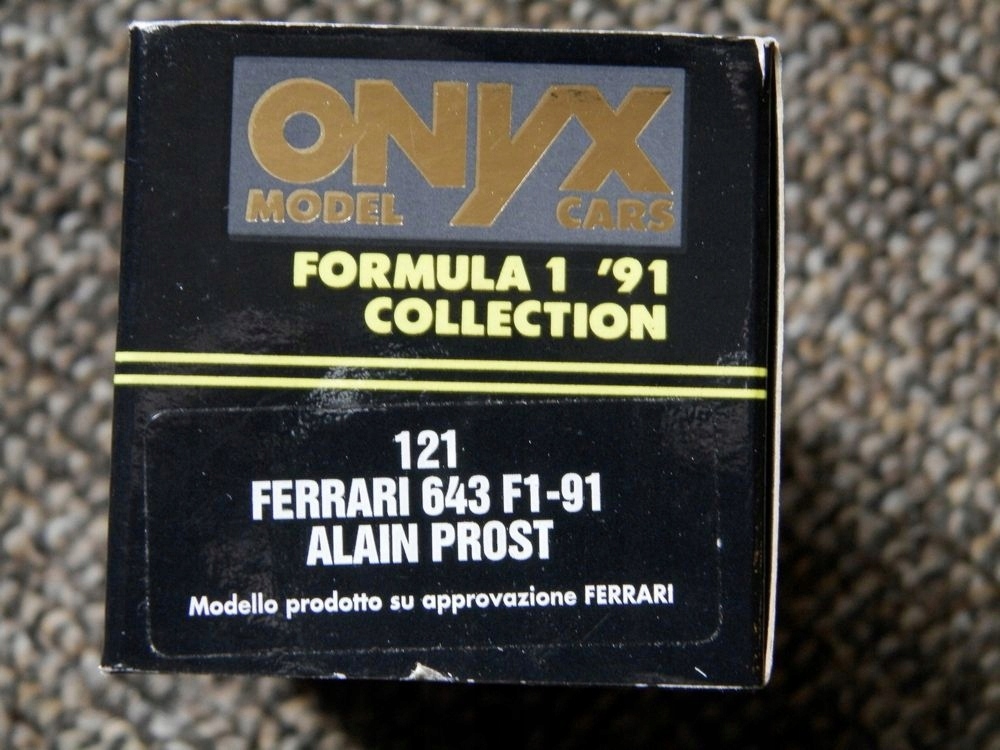 ONYX
MODEL CARS
FORMULA 1 '91
COLLECTION
121
FERRARI 643 F1-91
ALAIN PROST
Modello prodotto su approvazione FERRARI